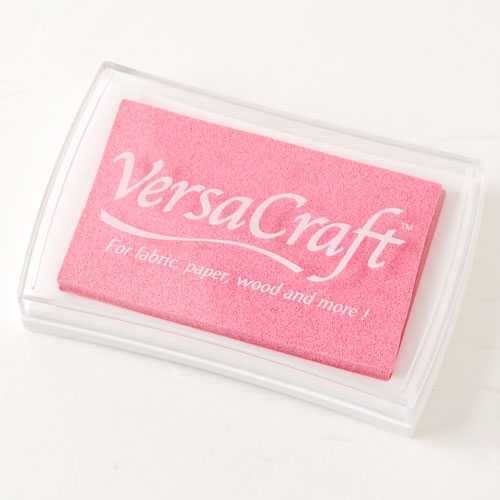 VersaCraft™
For fabric, paper, wood and more !